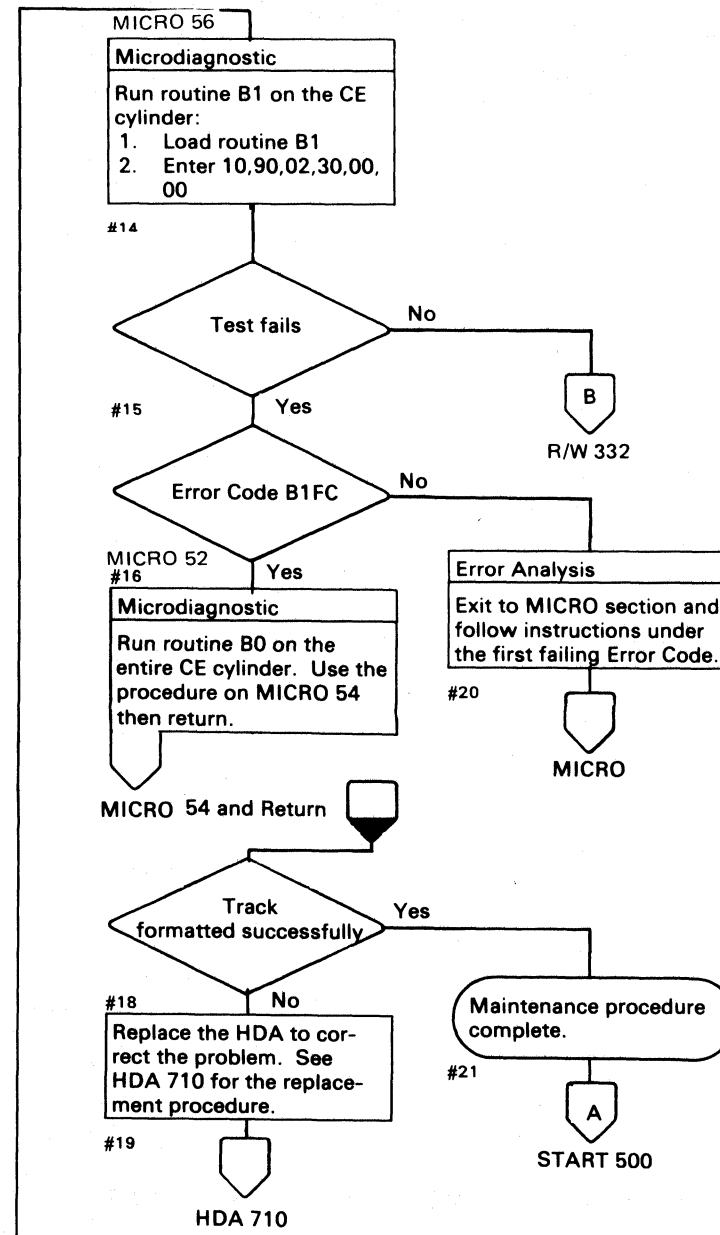 MICRO 56
Microdiagnostic
Run routine B1 on the CE
cylinder:
1. Load routine B1
2. Enter 10,90,02,30,00,
00
#14
Test fails
No
#15
Yes
B
R/W 332
Error Code B1FC
No
MICRO 52
#16
Yes
Microdiagnostic
Run routine B0 on the
entire CE cylinder. Use the
procedure on MICRO 54
then return.
Error Analysis
Exit to MICRO section and
follow instructions under
the first failing Error Code.
#20
MICRO
MICRO 54 and Return
Track
formatted successfully
Yes
#18
No
Replace the HDA to cor-
rect the problem. See
HDA 710 for the replace-
ment procedure.
#19
HDA 710
Maintenance procedure
complete.
#21
A
START 500